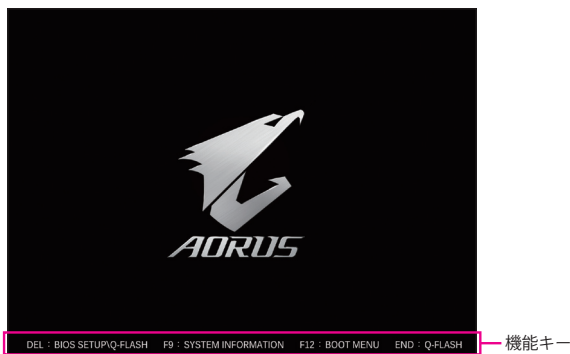 AORUS
DEL : BIOS SETUP\Q-FLASH F9 : SYSTEM INFORMATION F12 : BOOT MENU END : Q-FLASH
機能キー